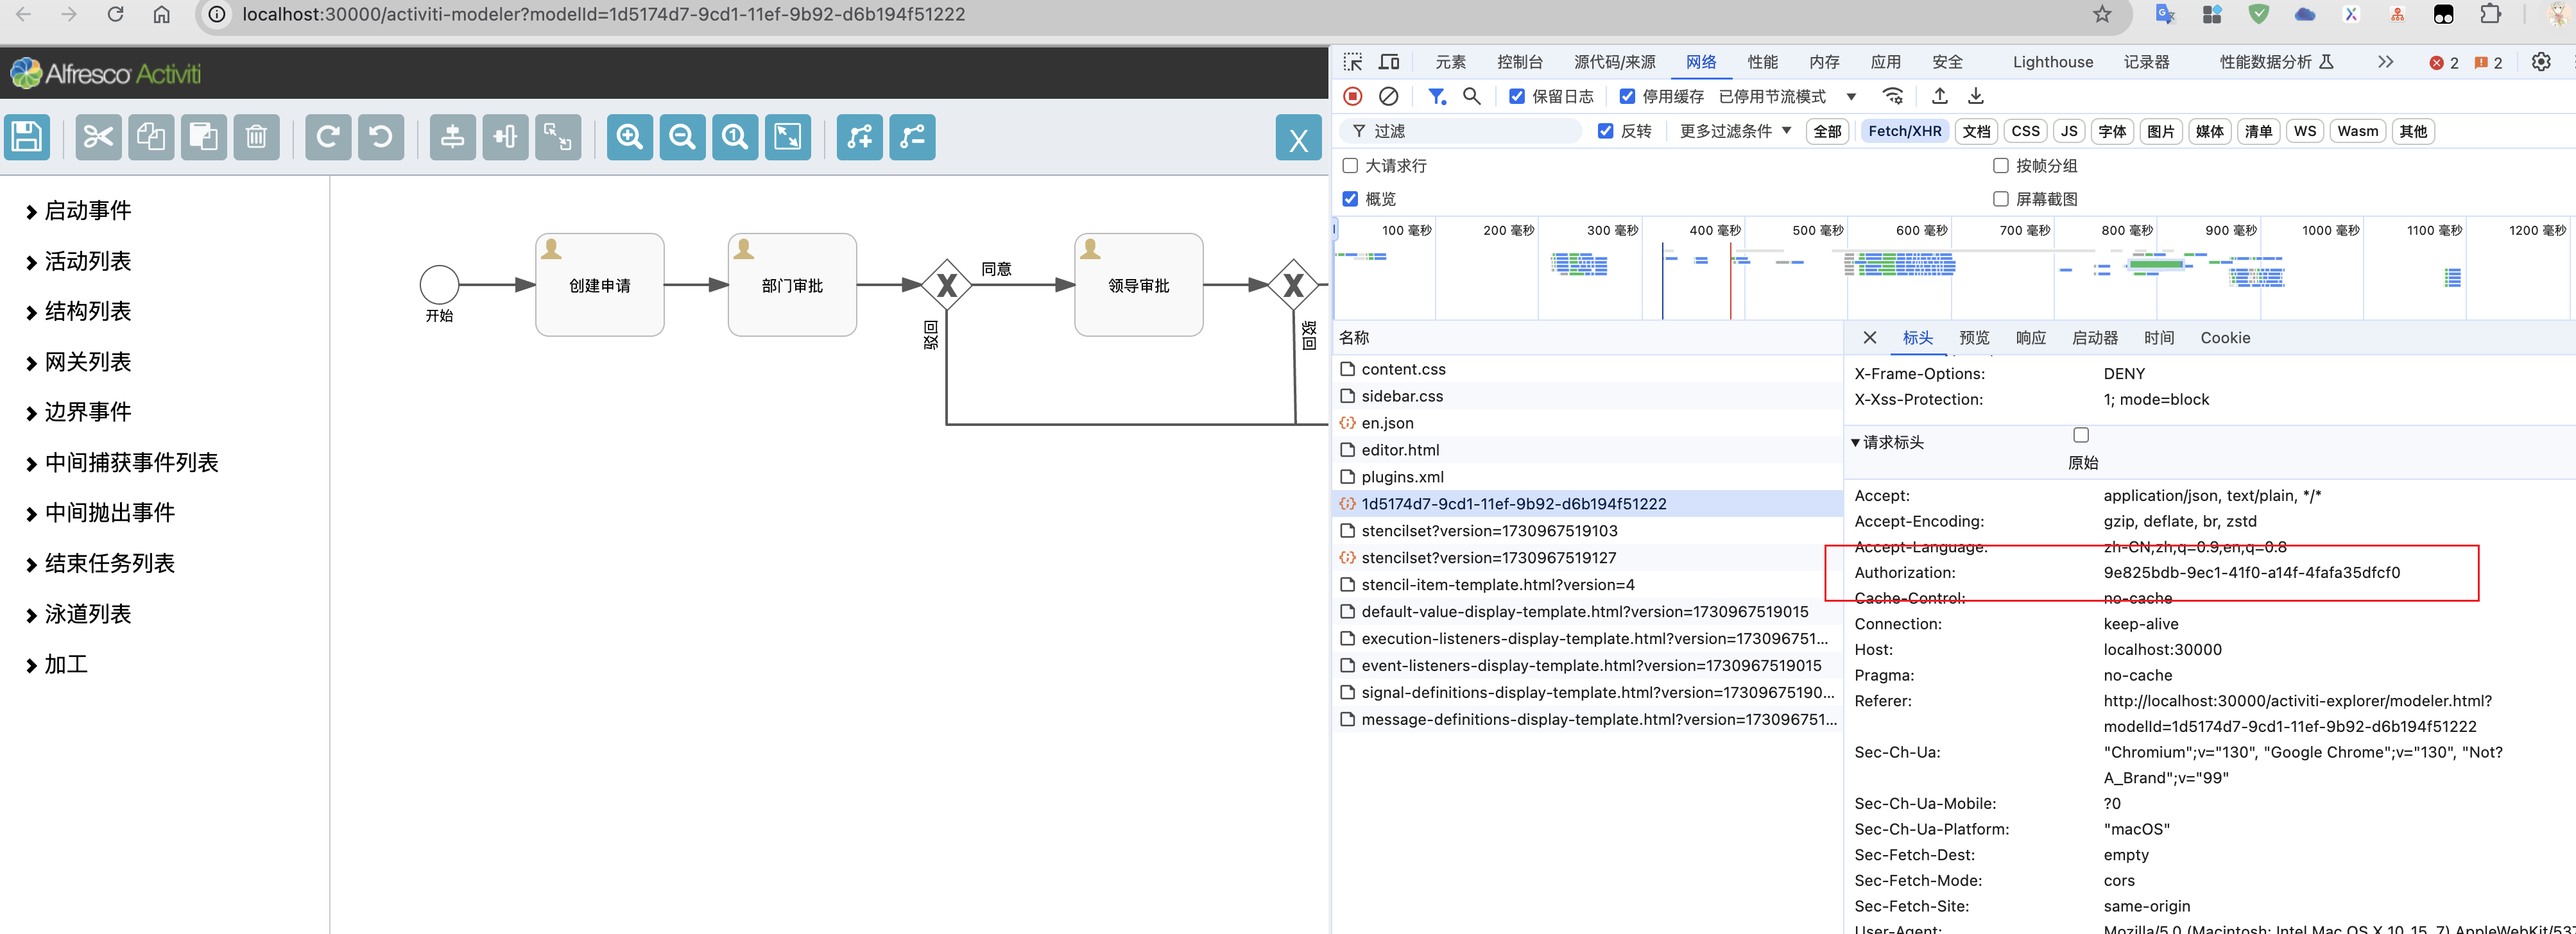 localhost:30000/activiti-modeler?modelId=1d5174d7-9cd1-11ef-9b92-d6b194f51222
Alfresco Activiti
X
启动事件
活动列表
结构列表
网关列表
边界事件
中间捕获事件列表
中间抛出事件
结束任务列表
泳道列表
加工
开始
创建申请
部门审批
同意
驳回
领导审批
驳回
元素 控制台 源代码/来源 网络 性能 内存 应用 安全 Lighthouse 记录器 性能数据分析 2 2
保留日志 停用缓存 已停用节流模式
过滤 反转 更多过滤条件 全部 Fetch/XHR 文档 CSS JS 字体 图片 媒体 清单 WS Wasm 其他
大请求行 按帧分组
概览 屏幕截图
100 毫秒 200 毫秒 300 毫秒 400 毫秒 500 毫秒 600 毫秒 700 毫秒 800 毫秒 900 毫秒 1000 毫秒 1100 毫秒 1200 毫秒
名称
content.css
sidebar.css
en.json
editor.html
plugins.xml
1d5174d7-9cd1-11ef-9b92-d6b194f51222
stencilset?version=1730967519103
stencilset?version=1730967519127
stencil-item-template.html?version=4
default-value-display-template.html?version=1730967519015
execution-listeners-display-template.html?version=173096751...
event-listeners-display-template.html?version=1730967519015
signal-definitions-display-template.html?version=17309675190...
message-definitions-display-template.html?version=173096751...
标头 预览 响应 启动器 时间 Cookie
X-Frame-Options: DENY
X-Xss-Protection: 1; mode=block
请求标头
原始
Accept: application/json, text/plain, */*
Accept-Encoding: gzip, deflate, br, zstd
Accept-Language: zh-CN,zh;q=0.9,en;q=0.8
Authorization: 9e825bdb-9ec1-41f0-a14f-4fafa35dfcf0
Cache-Control: no-cache
Connection: keep-alive
Host: localhost:30000
Pragma: no-cache
Referer: http://localhost:30000/activiti-explorer/modeler.html?
modelId=1d5174d7-9cd1-11ef-9b92-d6b194f51222
Sec-Ch-Ua: "Chromium";v="130", "Google Chrome";v="130", "Not?
A_Brand";v="99"
Sec-Ch-Ua-Mobile: ?0
Sec-Ch-Ua-Platform: "macOS"
Sec-Fetch-Dest: empty
Sec-Fetch-Mode: cors
Sec-Fetch-Site: same-origin
User-Agent: Mozilla/5.0 (Macintosh; Intel Mac OS X 10_15_7) AppleWebKit/537